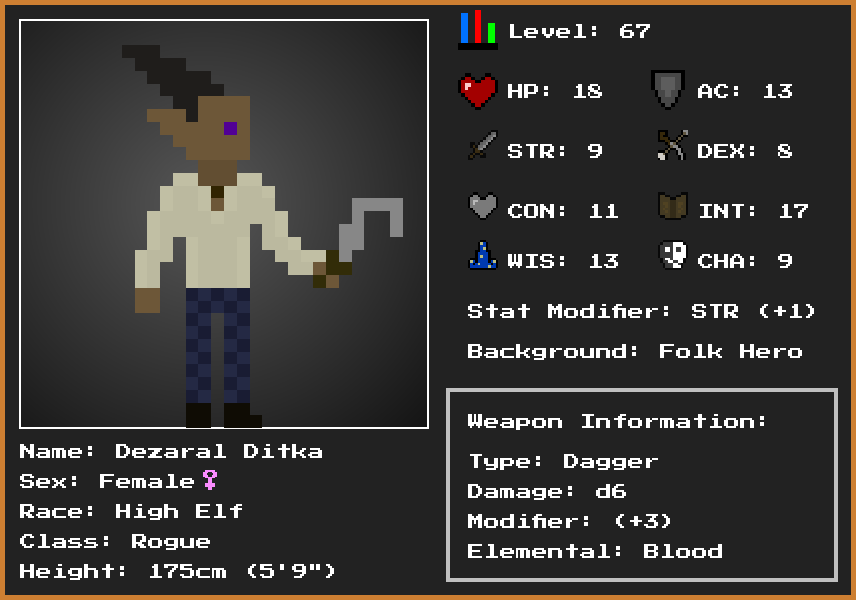 Level: 67
HP: 18 AC: 13
STR: 9 DEX: 8
CON: 11 INT: 17
WIS: 13 CHA: 9
Stat Modifier: STR (+1)
Background: Folk Hero
Weapon Information:
Type: Dagger
Damage: d6
Modifier: (+3)
Elemental: Blood
Name: Dezaral Ditka
Sex: Female♀
Race: High Elf
Class: Rogue
Height: 175cm (5'9")